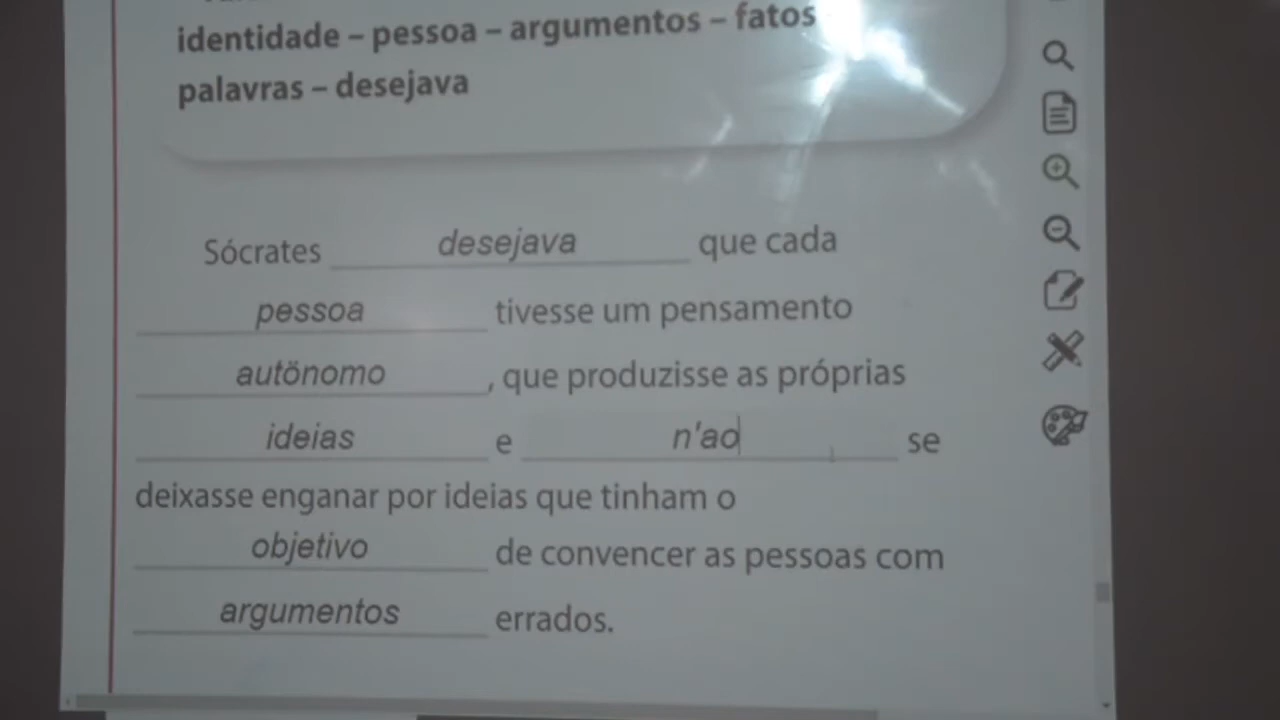 identidade – pessoa – argumentos – fatos
palavras – desejava
Sócrates desejava que cada
pessoa tivesse um pensamento
autönomo, que produzisse as próprias
ideias e n'ao se
deixasse enganar por ideias que tinham o
objetivo de convencer as pessoas com
argumentos errados.